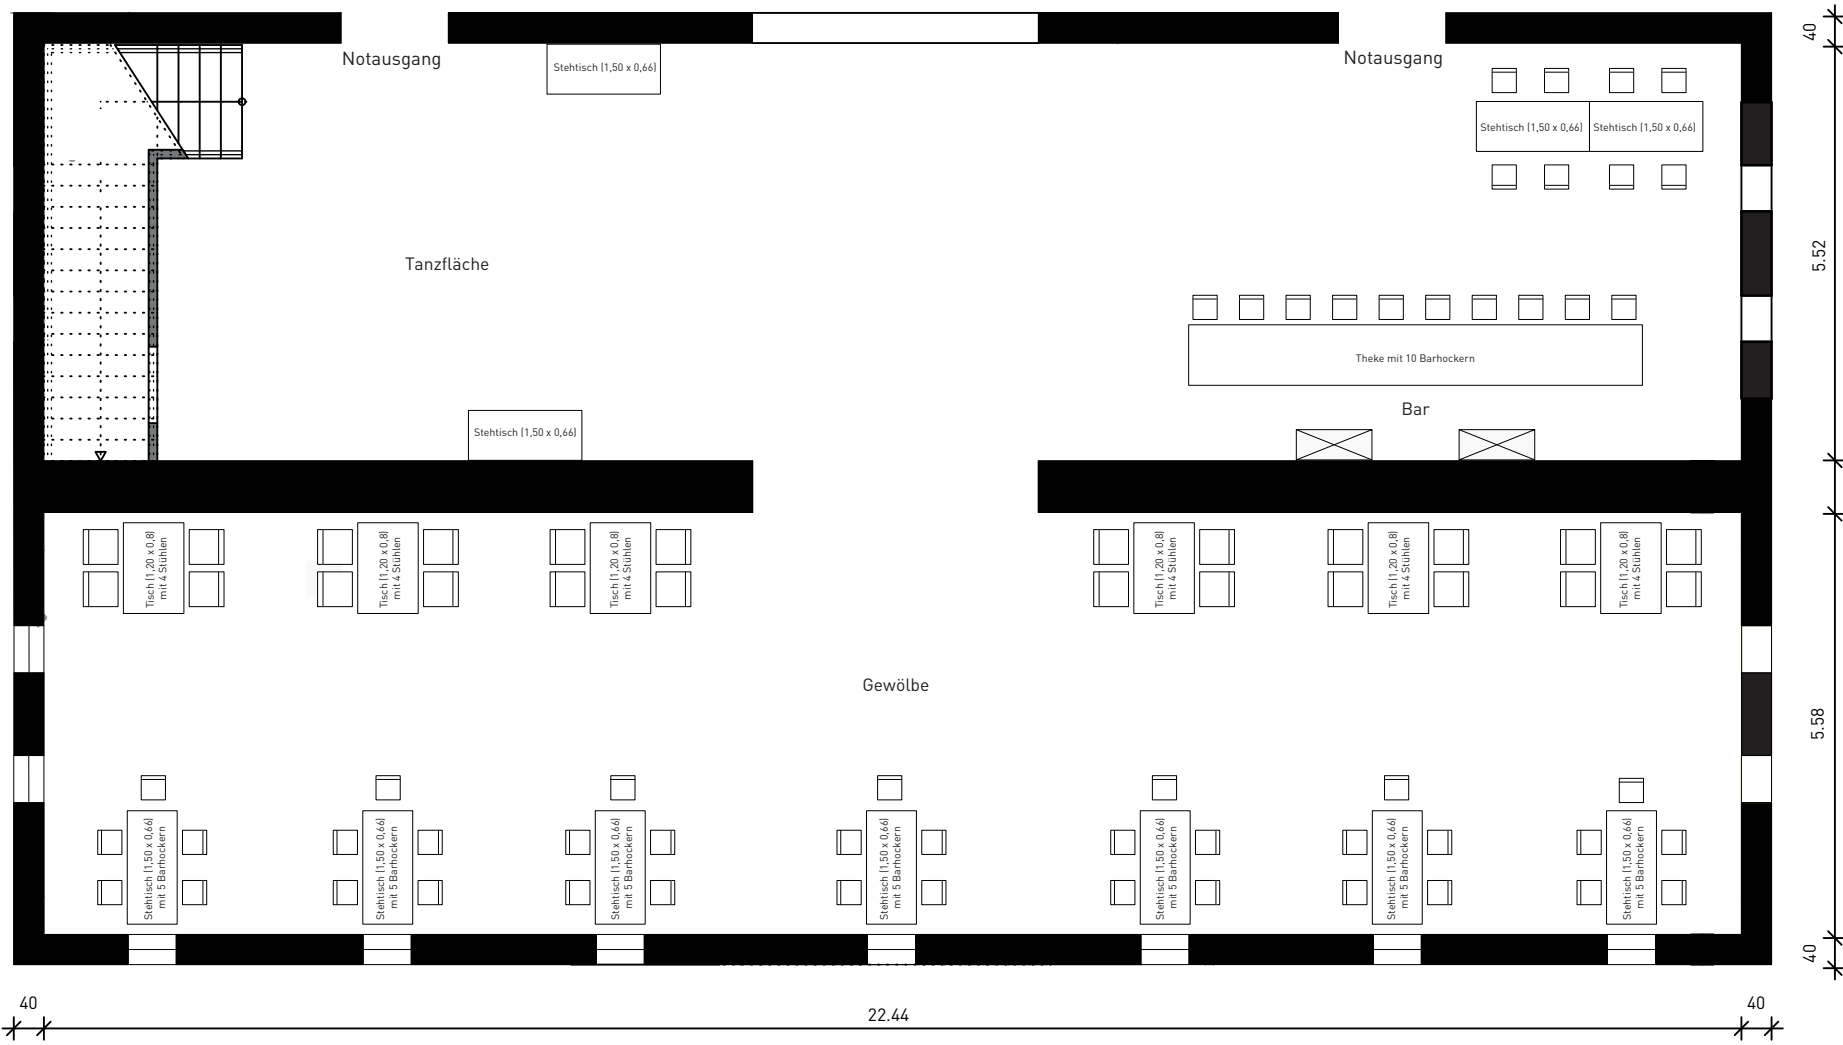 40
Notausgang
Notausgang
Stehtisch (1,50 x 0,66)
Stehtisch (1,50 x 0,66)
Stehtisch (1,50 x 0,66)
5.52
Tanzfläche
Theke mit 10 Barhockern
Bar
Stehtisch (1,50 x 0,66)
Tisch (1,20 x 0,8)
mit 4 Stühlen
Tisch (1,20 x 0,8)
mit 4 Stühlen
Tisch (1,20 x 0,8)
mit 4 Stühlen
Tisch (1,20 x 0,8)
mit 4 Stühlen
Tisch (1,20 x 0,8)
mit 4 Stühlen
Tisch (1,20 x 0,8)
mit 4 Stühlen
Gewölbe
5.58
Stehtisch (1,50 x 0,66)
mit 5 Barhockern
Stehtisch (1,50 x 0,66)
mit 5 Barhockern
Stehtisch (1,50 x 0,66)
mit 5 Barhockern
Stehtisch (1,50 x 0,66)
mit 5 Barhockern
Stehtisch (1,50 x 0,66)
mit 5 Barhockern
Stehtisch (1,50 x 0,66)
mit 5 Barhockern
Stehtisch (1,50 x 0,66)
mit 5 Barhockern
40
40
22.44
40